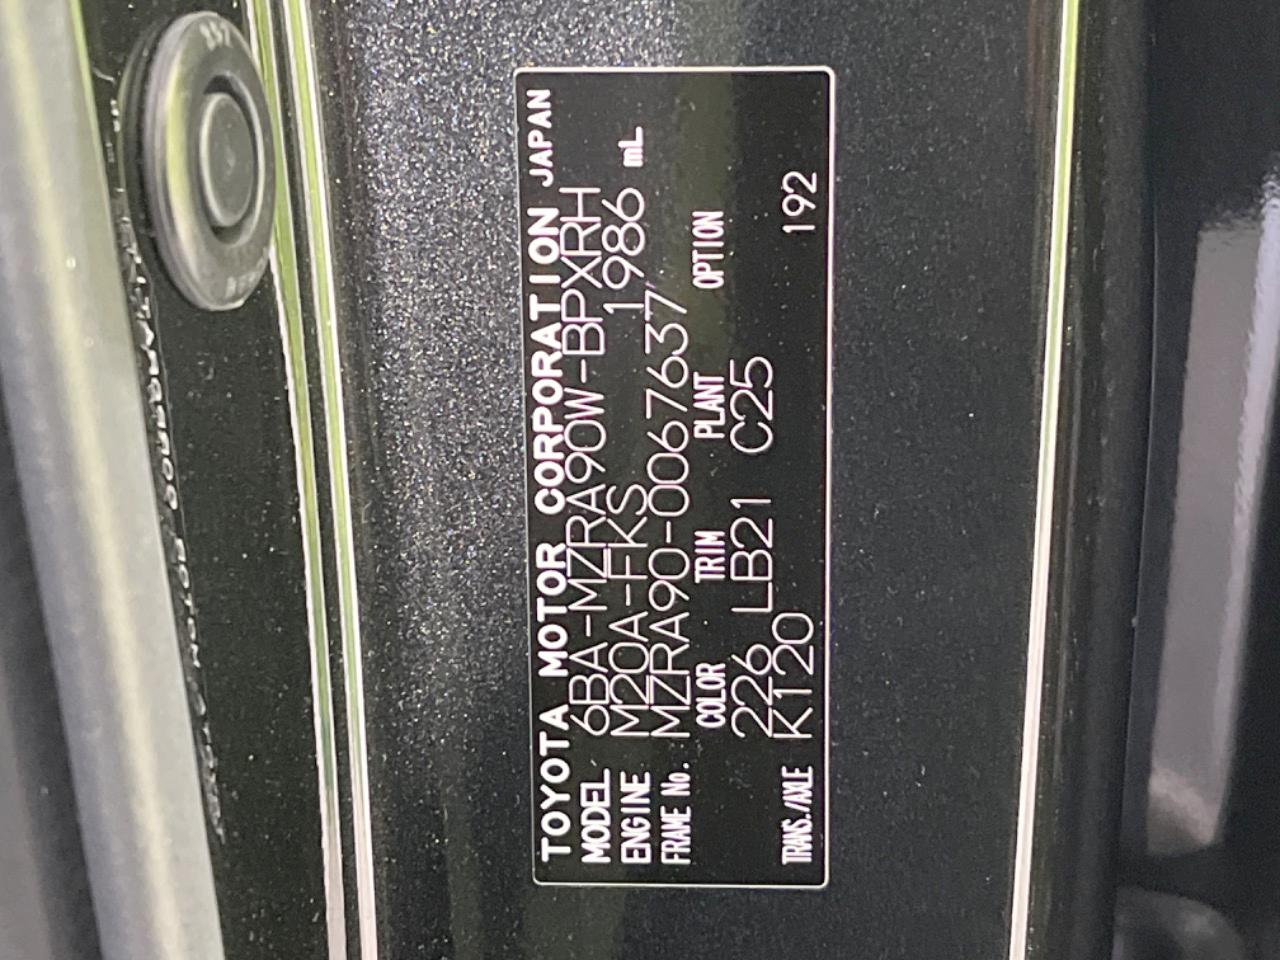 TOYOTA MOTOR CORPORATION JAPAN
MODEL 6BA-MZRA90W-BPXRH
ENGINE M20A-FKS 1986 mL
FRAME No. MZRA90-0067637
COLOR TRIM PLANT OPTION
226 LB21 C25
TRANS./AXLE K120 192